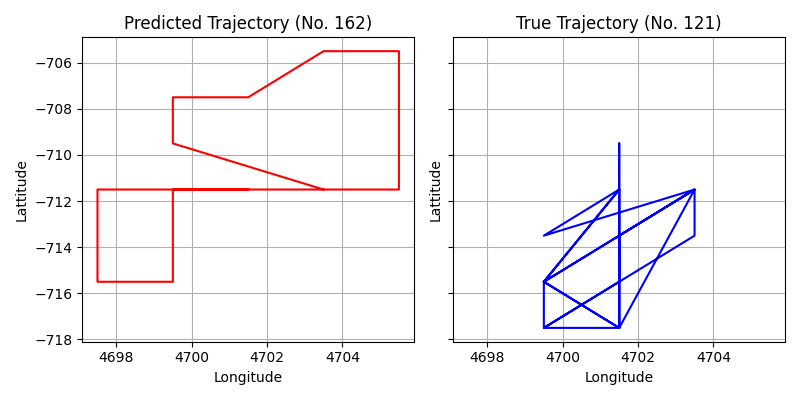 Predicted Trajectory (No. 162)
True Trajectory (No. 121)
Lattitude
−706
−708
−710
−712
−714
−716
−718
4698
4700
4702
4704
Longitude
Lattitude
4698
4700
4702
4704
Longitude